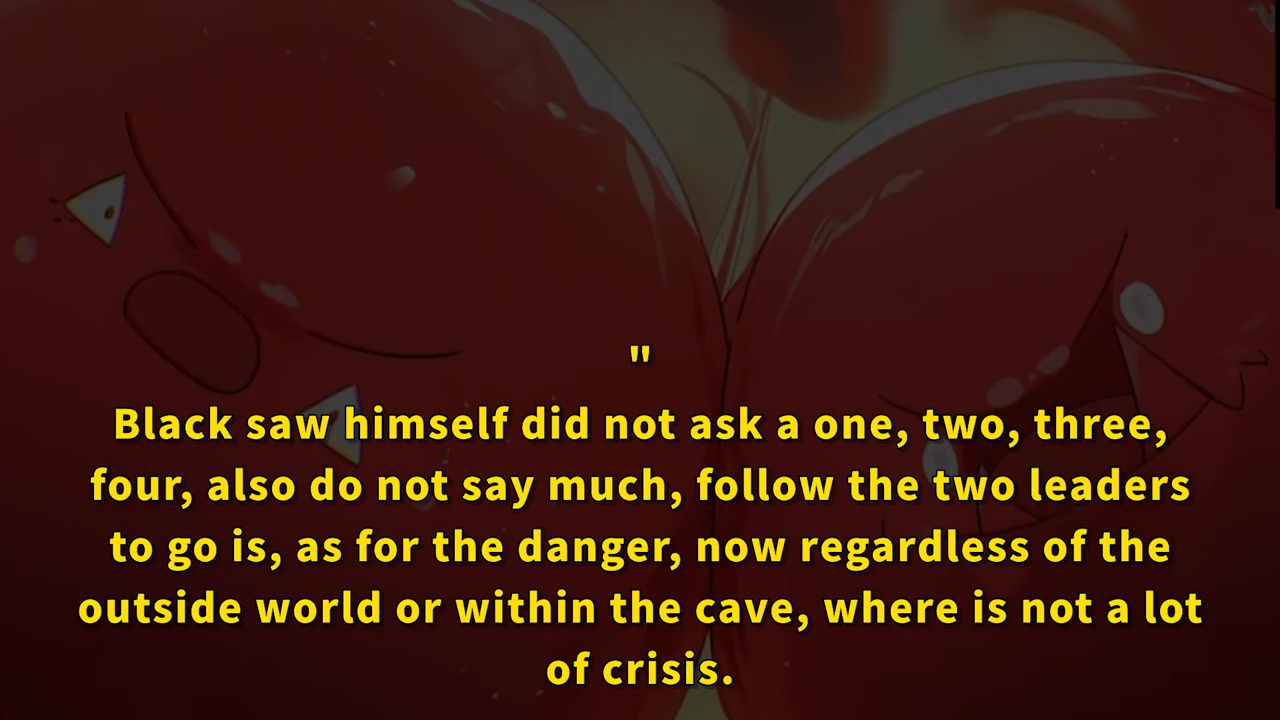 "
Black saw himself did not ask a one, two, three,
four, also do not say much, follow the two leaders
to go is, as for the danger, now regardless of the
outside world or within the cave, where is not a lot
of crisis.